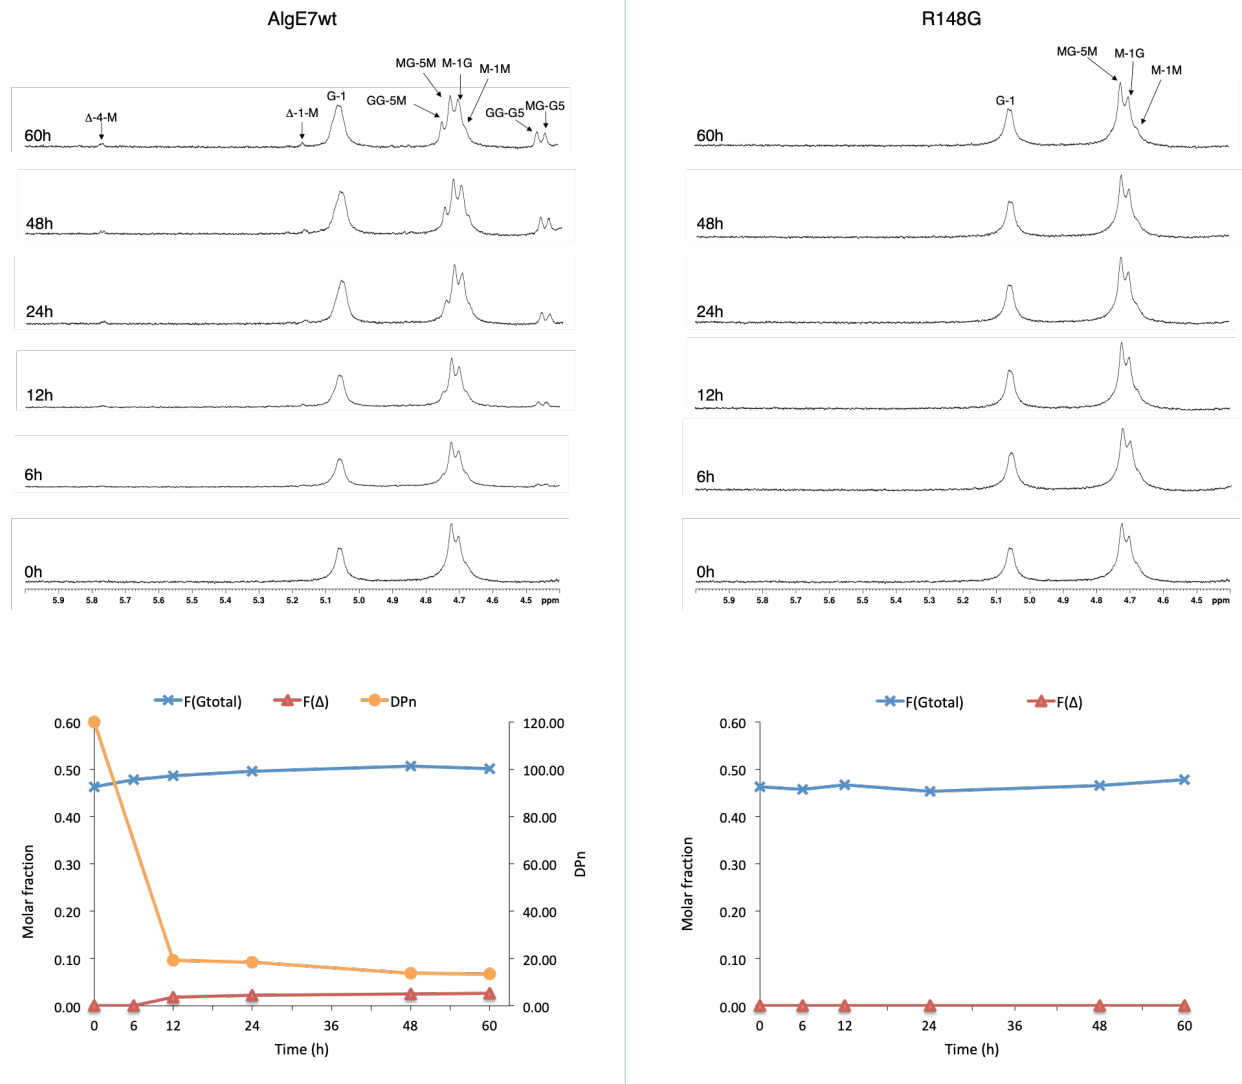 AlgE7wt
60h
Δ-4-M
Δ-1-M
G-1
GG-5M
MG-5M
M-1G
M-1M
GG-G5
MG-G5
48h
24h
12h
6h
0h
5.9 5.8 5.7 5.6 5.5 5.4 5.3 5.2 5.1 5.0 4.9 4.8 4.7 4.6 4.5 ppm
R148G
60h
G-1
MG-5M
M-1G
M-1M
48h
24h
12h
6h
0h
5.9 5.8 5.7 5.6 5.5 5.4 5.3 5.2 5.1 5.0 4.9 4.8 4.7 4.6 4.5 ppm
F(Gtotal) F(Δ) DPn
Molar fraction
0.60
0.50
0.40
0.30
0.20
0.10
0.00
120.00
100.00
80.00
60.00
40.00
20.00
0.00
DPn
0 6 12 24 36 48 60
Time (h)
F(Gtotal) F(Δ)
Molar fraction
0.60
0.50
0.40
0.30
0.20
0.10
0.00
0 6 12 24 36 48 60
Time (h)